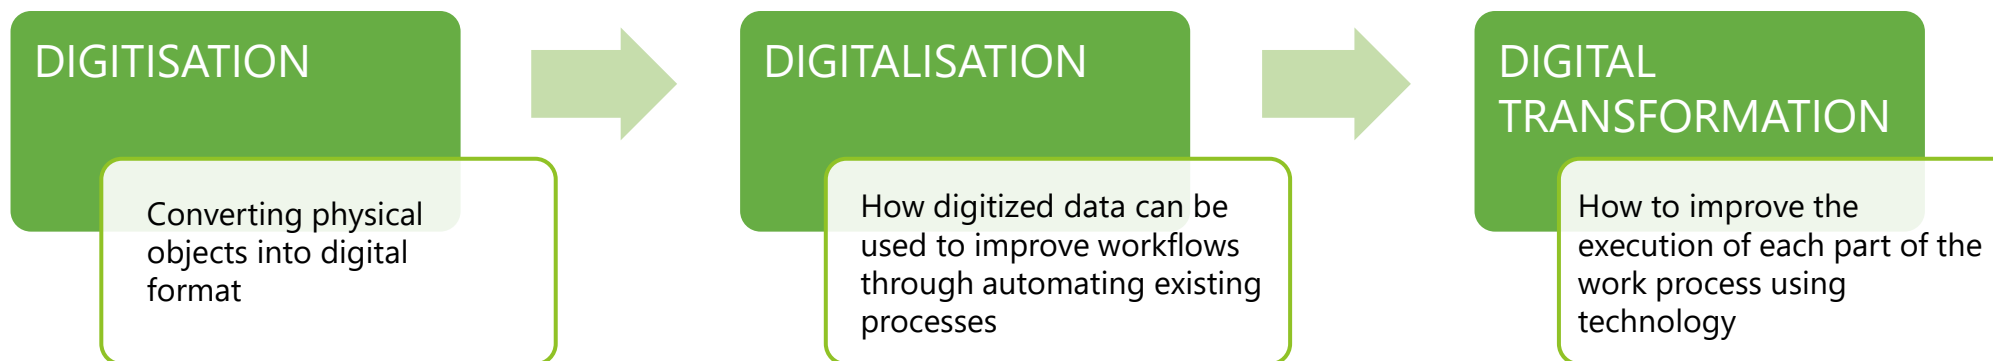 DIGITISATION
Converting physical
objects into digital
format
DIGITALISATION
How digitized data can be
used to improve workflows
through automating existing
processes
DIGITAL
TRANSFORMATION
How to improve the
execution of each part of the
work process using
technology